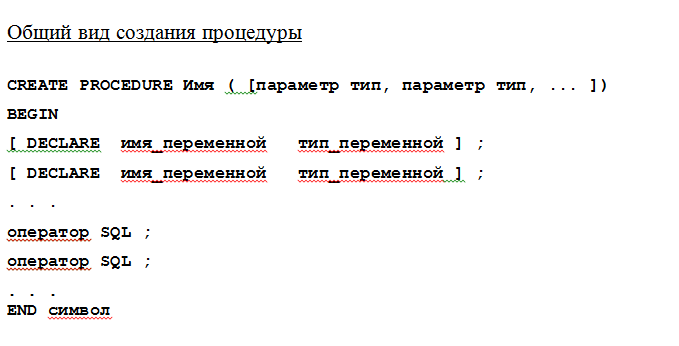 Общий вид создания процедуры
CREATE PROCEDURE Имя ( [параметр тип, параметр тип, ... ])
BEGIN
[ DECLARE имя_переменной тип_переменной ] ;
[ DECLARE имя_переменной тип_переменной ] ;
. . .
оператор SQL ;
оператор SQL ;
. . .
END символ